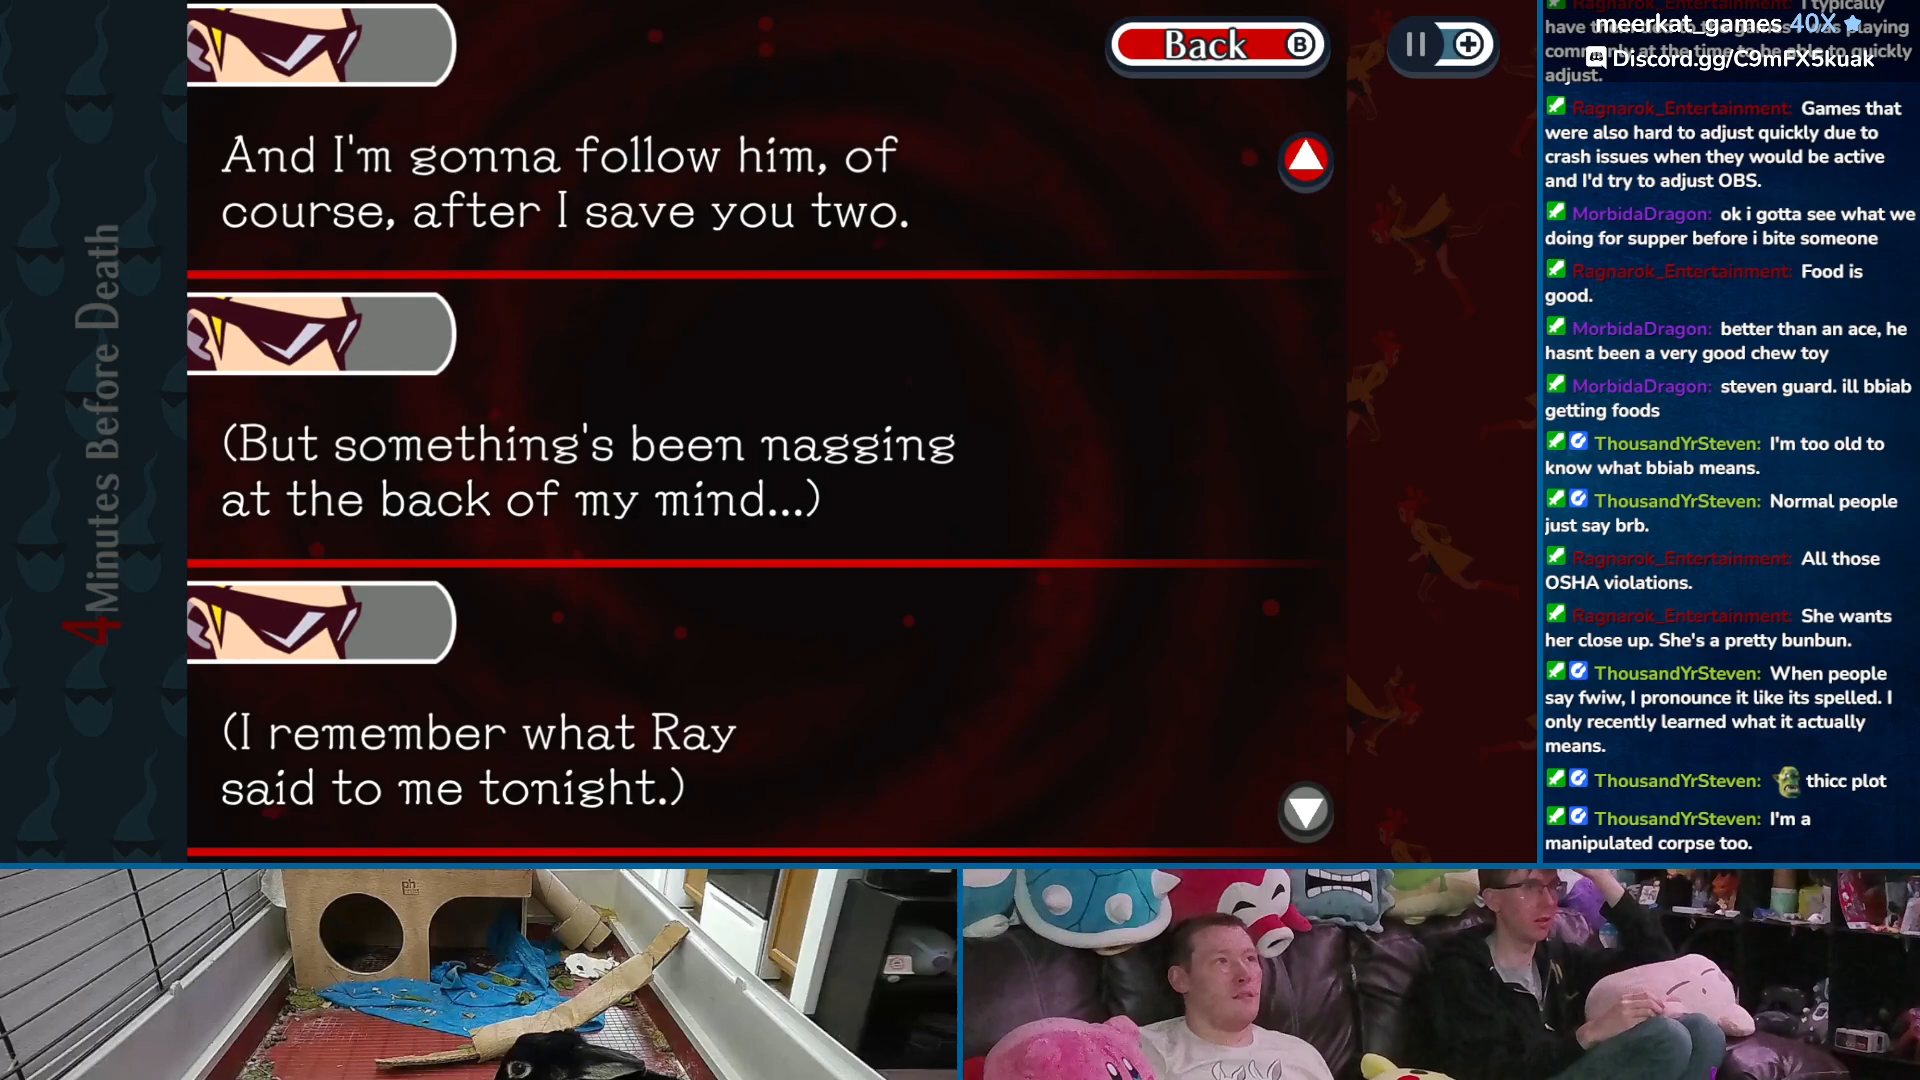 4 Minutes Before Death
Back B
And I'm gonna follow him, of
course, after I save you two.
(But something's been nagging
at the back of my mind...)
(I remember what Ray
said to me tonight.)
meerkat_games 40X
Discord.gg/C9mFX5kuak
Ragnarok_Entertainment: I typically
adjust.
Ragnarok_Entertainment: Games that
were also hard to adjust quickly due to
crash issues when they would be active
and I'd try to adjust OBS.
MorbidaDragon: ok i gotta see what we
doing for supper before i bite someone
Ragnarok_Entertainment: Food is
good.
MorbidaDragon: better than an ace, he
hasnt been a very good chew toy
MorbidaDragon: steven guard. ill bbiab
getting foods
ThousandYrSteven: I'm too old to
know what bbiab means.
ThousandYrSteven: Normal people
just say brb.
Ragnarok_Entertainment: All those
OSHA violations.
Ragnarok_Entertainment: She wants
her close up. She's a pretty bunbun.
ThousandYrSteven: When people
say fwiw, I pronounce it like its spelled. I
only recently learned what it actually
means.
ThousandYrSteven: thicc plot
ThousandYrSteven: I'm a
manipulated corpse too.